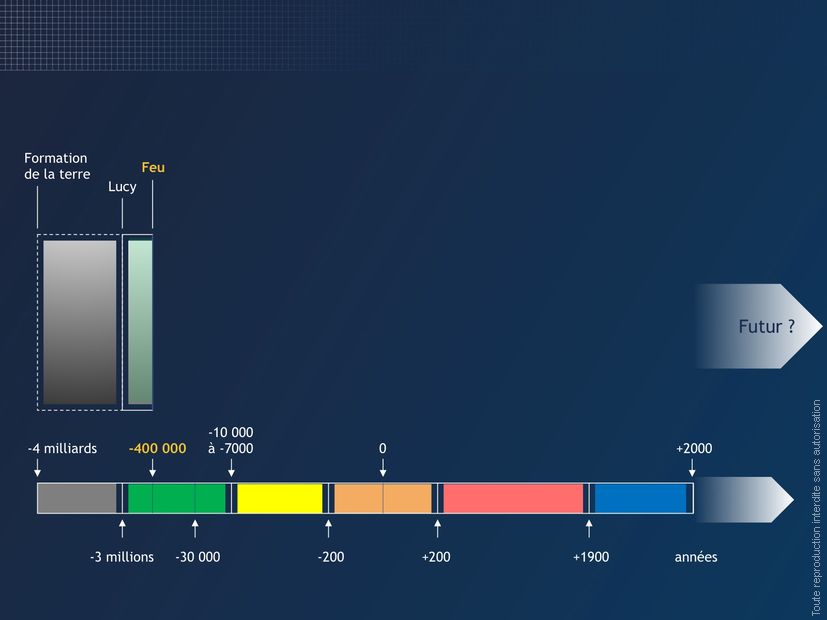 Formation
de la terre
Lucy
Feu
Futur ?
-4 milliards
-400 000
-10 000
à -7000
0
+2000
-3 millions
-30 000
-200
+200
+1900
années
Toute reproduction interdite sans autorisation